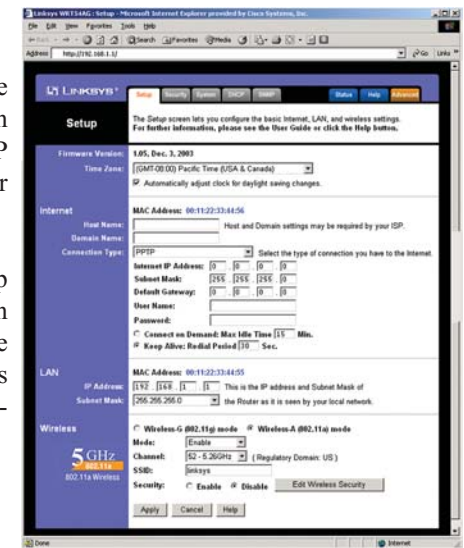 Linksys WRT54AG : Setup - Microsoft Internet Explorer provided by Cisco Systems, Inc.
File Edit View Favorites Tools Help
Back Search Favorites Media
Address http://192.168.1.1/ Go Links
LINKSYS®
Setup Security System DHCP Status Help Advanced
Setup
The Setup screen lets you configure the basic Internet, LAN, and wireless settings.
For further information, please see the User Guide or click the Help button.
Firmware Version: 1.05, Dec. 3, 2003
Time Zone: (GMT-08:00) Pacific Time (USA & Canada)
Automatically adjust clock for daylight saving changes.
Internet MAC Address: 00:11:22:33:44:56
Host Name: Host and Domain settings may be required by your ISP.
Domain Name:
Connection Type: PPTP Select the type of connection you have to the Internet.
Internet IP Address: 0 . 0 . 0 . 0
Subnet Mask: 255 . 255 . 255 . 0
Default Gateway: 0 . 0 . 0 . 0
User Name:
Password:
Connect on Demand: Max Idle Time 15 Min.
Keep Alive: Redial Period 30 Sec.
LAN MAC Address: 00:11:22:33:44:55
IP Address: 192 . 168 . 1 . 1 This is the IP address and Subnet Mask of
Subnet Mask: 255.255.255.0 the Router as it is seen by your local network.
Wireless Wireless-G (802.11g) mode Wireless-A (802.11a) mode
Mode: Enable
Channel: 52 - 5.26GHz ( Regulatory Domain: US )
SSID: linksys
Security: Enable Disable Edit Wireless Security
5 GHz
802.11a
802.11a Wireless
Apply Cancel Help
Done Internet